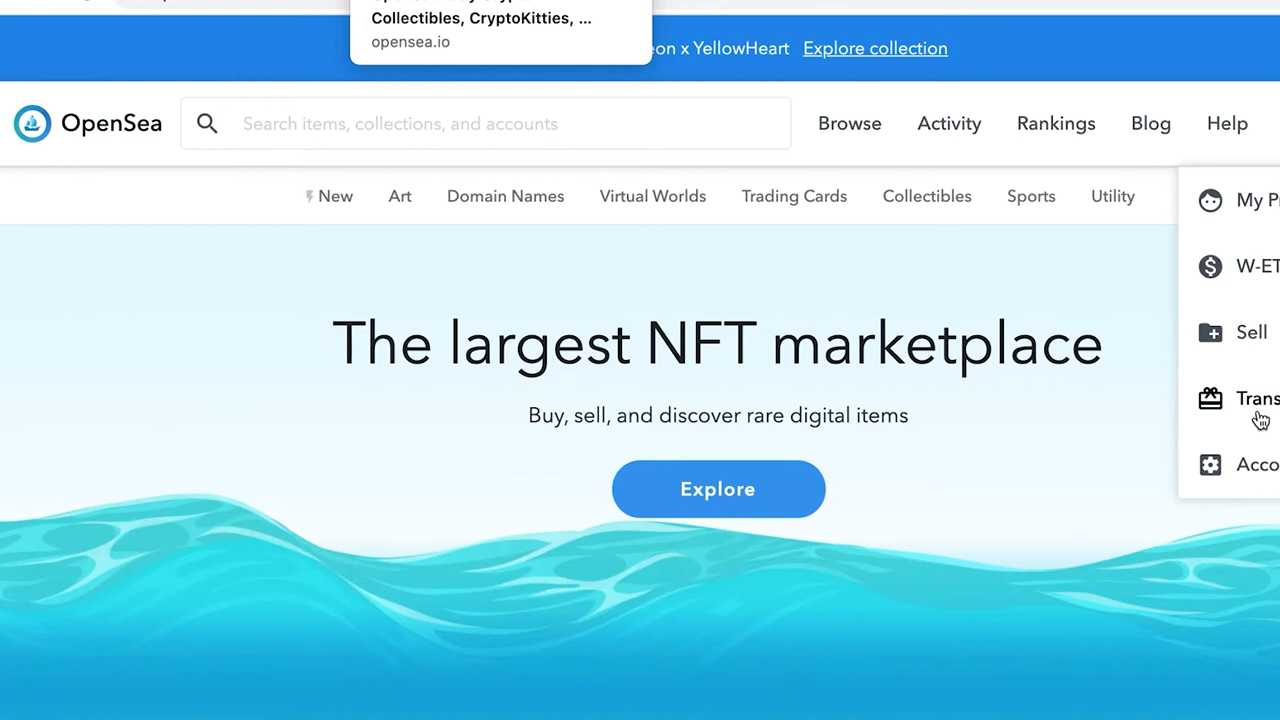 Collectibles, CryptoKitties, ...
opensea.io
x YellowHeart Explore collection
OpenSea
Search items, collections, and accounts
Browse Activity Rankings Blog Help
New Art Domain Names Virtual Worlds Trading Cards Collectibles Sports Utility
My
Sell
The largest NFT marketplace
Buy, sell, and discover rare digital items
Explore